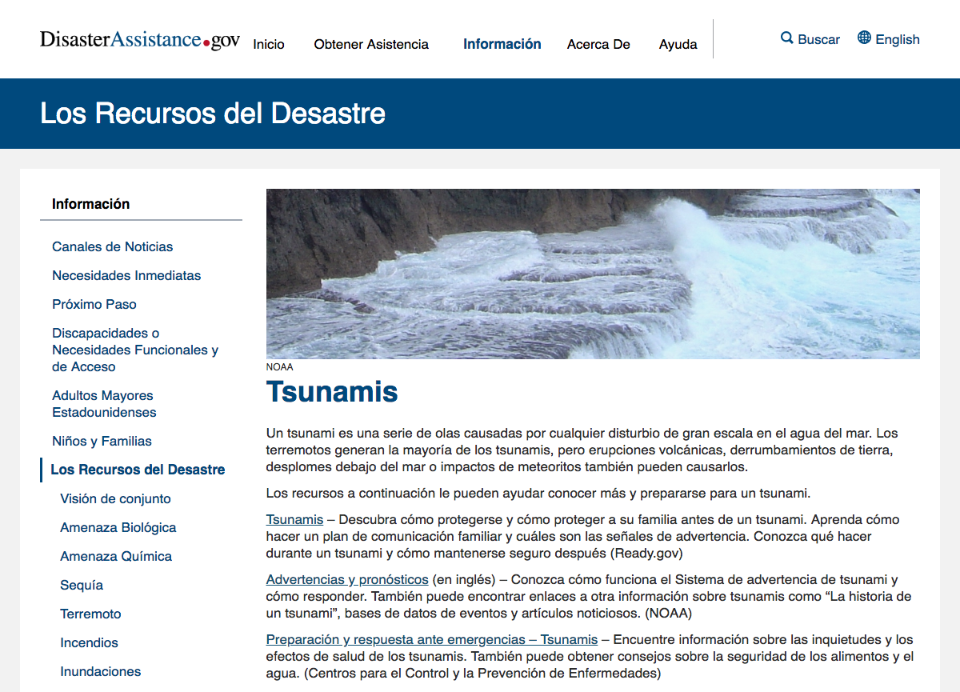 DisasterAssistance.gov
Inicio
Obtener Asistencia
Información
Acerca De
Ayuda
Buscar
English
Los Recursos del Desastre
Información
Canales de Noticias
Necesidades Inmediatas
Próximo Paso
Discapacidades o
Necesidades Funcionales y
de Acceso
Adultos Mayores
Estadounidenses
Niños y Familias
Los Recursos del Desastre
Visión de conjunto
Amenaza Biológica
Amenaza Química
Sequía
Terremoto
Incendios
Inundaciones
NOAA
Tsunamis
Un tsunami es una serie de olas causadas por cualquier disturbio de gran escala en el agua del mar. Los
terremotos generan la mayoría de los tsunamis, pero erupciones volcánicas, derrumbamientos de tierra,
desplomes debajo del mar o impactos de meteoritos también pueden causarlos.
Los recursos a continuación le pueden ayudar conocer más y prepararse para un tsunami.
Tsunamis – Descubra cómo protegerse y cómo proteger a su familia antes de un tsunami. Aprenda cómo
hacer un plan de comunicación familiar y cuáles son las señales de advertencia. Conozca qué hacer
durante un tsunami y cómo mantenerse seguro después (Ready.gov)
Advertencias y pronósticos (en inglés) – Conozca cómo funciona el Sistema de advertencia de tsunami y
cómo responder. También puede encontrar enlaces a otra información sobre tsunamis como “La historia de
un tsunami”, bases de datos de eventos y artículos noticiosos. (NOAA)
Preparación y respuesta ante emergencias – Tsunamis – Encuentre información sobre las inquietudes y los
efectos de salud de los tsunamis. También puede obtener consejos sobre la seguridad de los alimentos y el
agua. (Centros para el Control y la Prevención de Enfermedades)